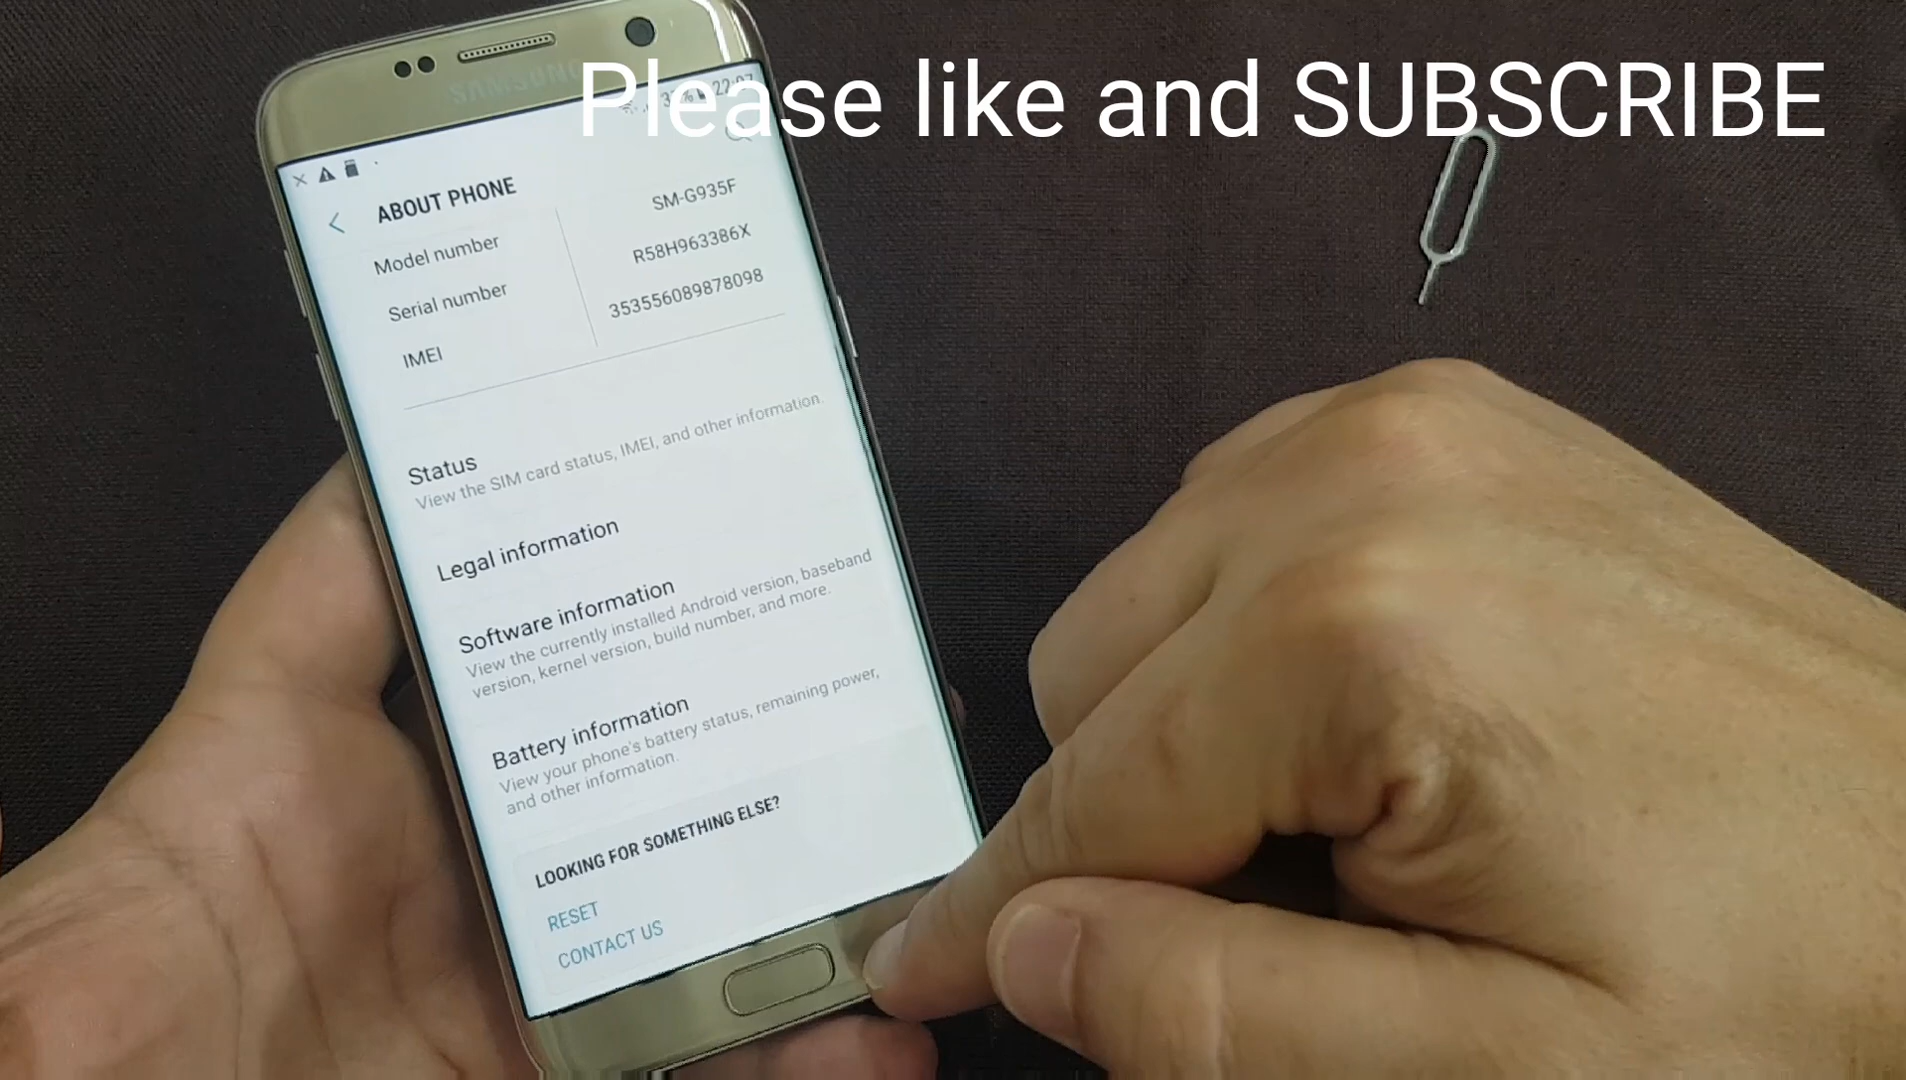 Please like and SUBSCRIBE
SAMSUNG
ABOUT PHONE
Model number SM-G935F
Serial number R58H963386X
IMEI 353556089878098
Status
View the SIM card status, IMEI, and other information.
Legal information
Software information
View the currently installed Android version, baseband
version, kernel version, build number, and more.
Battery information
View your phone's battery status, remaining power,
and other information.
LOOKING FOR SOMETHING ELSE?
RESET
CONTACT US